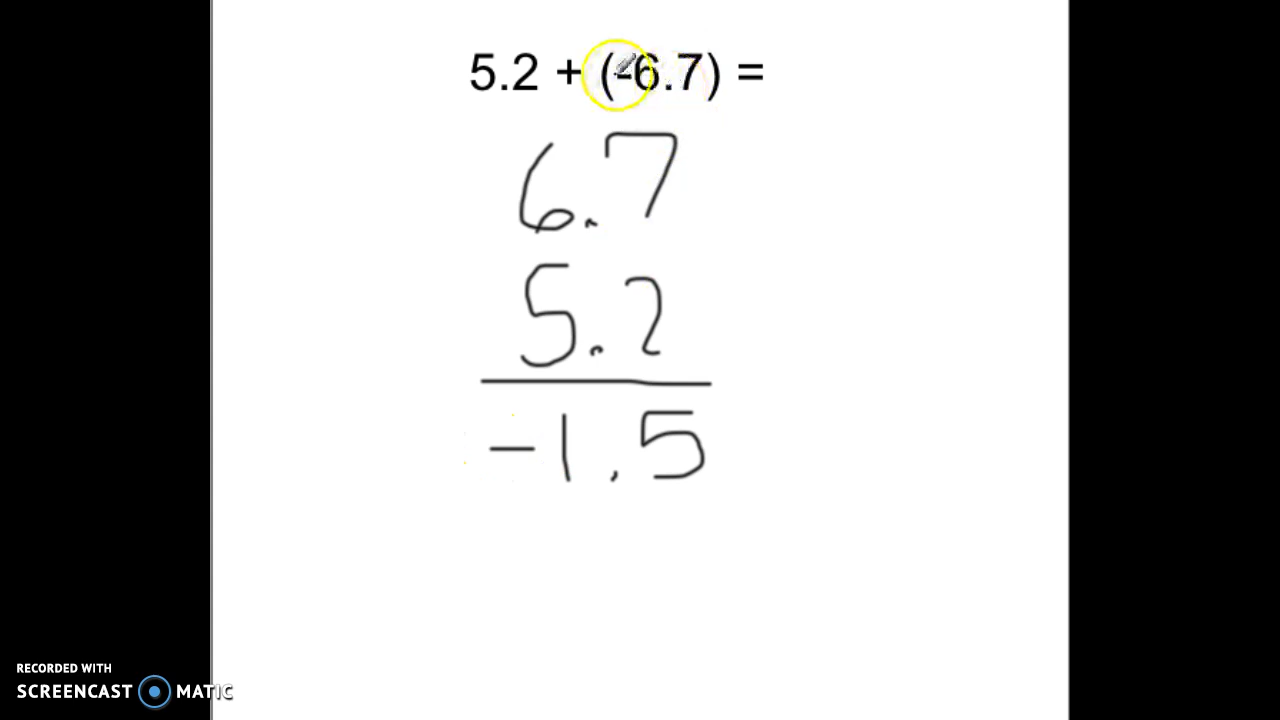 5.2 + (-6.7) =
6.7
5.2
-1.5
RECORDED WITH
SCREENCAST MATIC